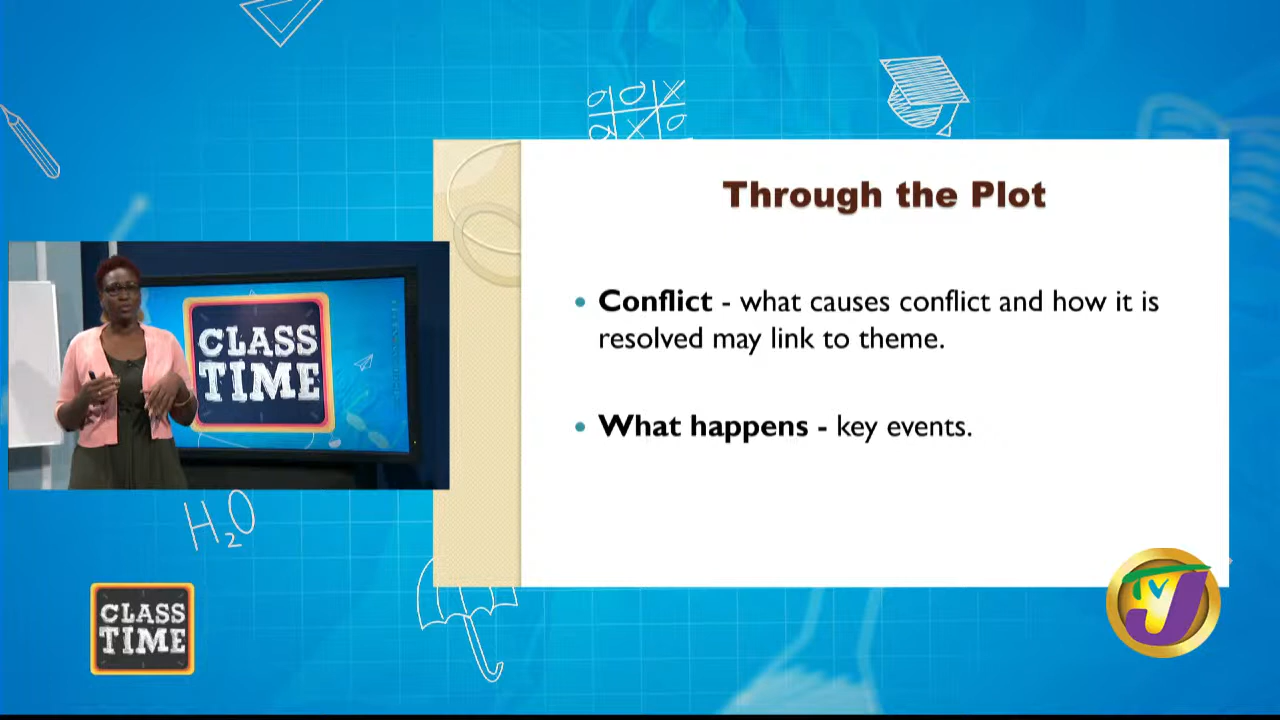 O O X
O X O
Through the Plot
• Conflict - what causes conflict and how it is
resolved may link to theme.
• What happens - key events.
CLASS
TIME
H₂O
CLASS
TIME
TVJ